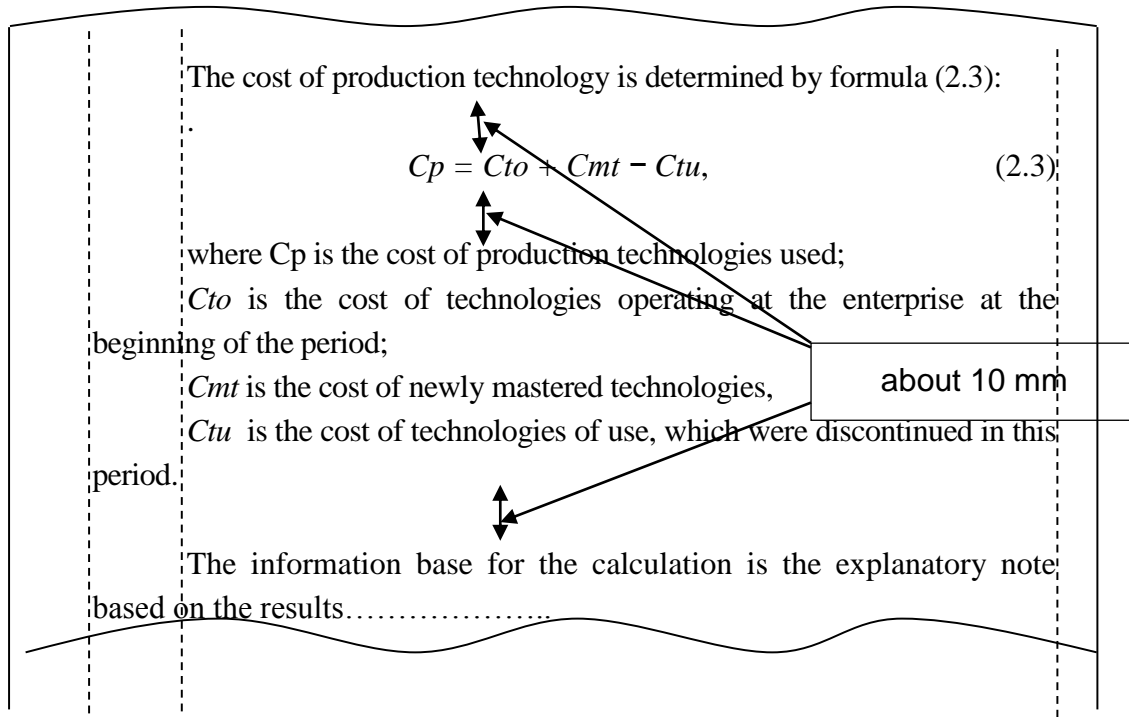 The cost of production technology is determined by formula (2.3):
.
Cp = Cto + Cmt − Ctu, (2.3)
where Cp is the cost of production technologies used;
Cto is the cost of technologies operating at the enterprise at the
beginning of the period;
about 10 mm
Cmt is the cost of newly mastered technologies,
Ctu is the cost of technologies of use, which were discontinued in this
period.
The information base for the calculation is the explanatory note
based on the results………………..